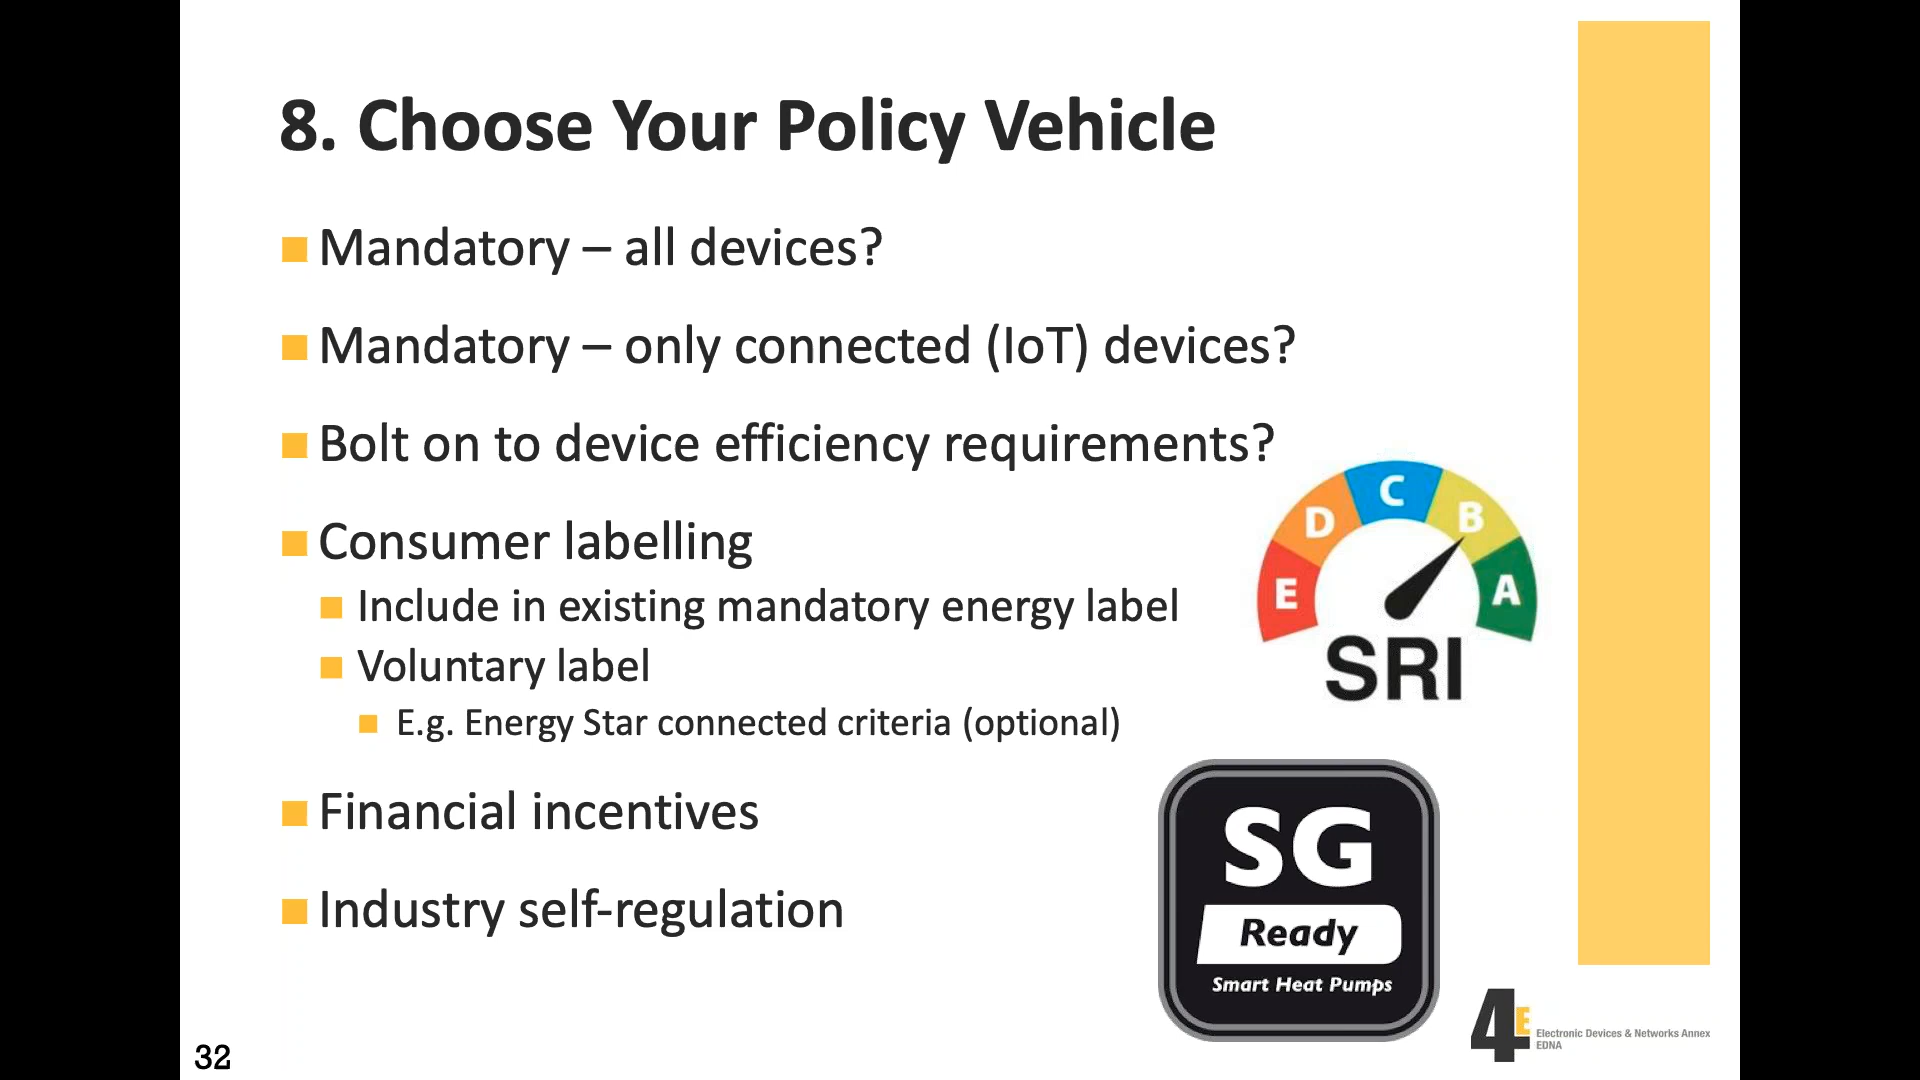 8. Choose Your Policy Vehicle
Mandatory – all devices?
Mandatory – only connected (IoT) devices?
Bolt on to device efficiency requirements?
Consumer labelling
Include in existing mandatory energy label
Voluntary label
E.g. Energy Star connected criteria (optional)
Financial incentives
Industry self-regulation
E D C B A
SRI
SG
Ready
Smart Heat Pumps
4E
Electronic Devices & Networks Annex
EDNA
32